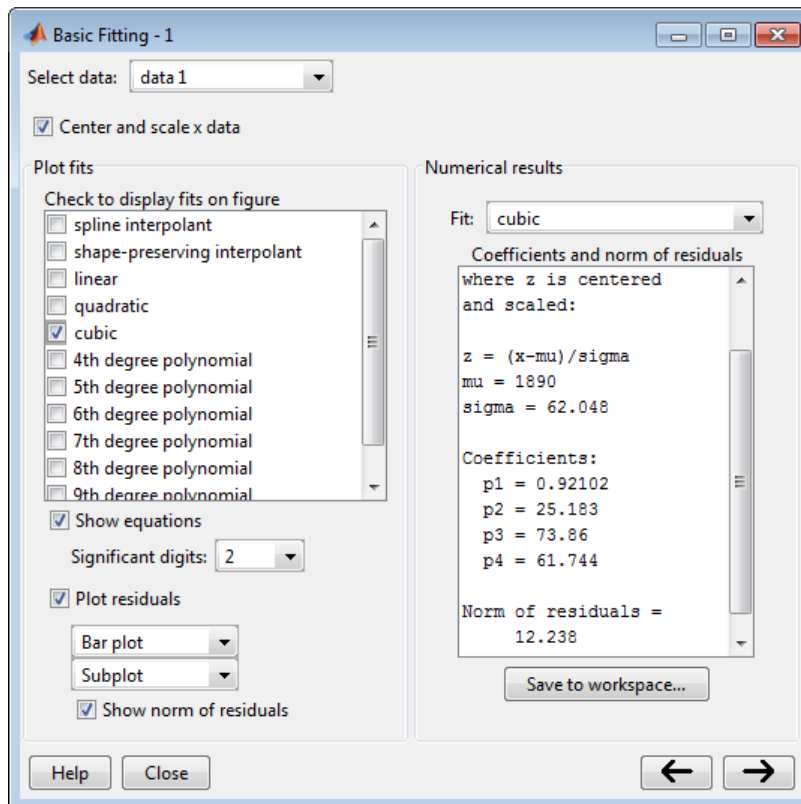 Basic Fitting - 1
Select data: data 1
Center and scale x data
Plot fits
Check to display fits on figure
spline interpolant
shape-preserving interpolant
linear
quadratic
cubic
4th degree polynomial
5th degree polynomial
6th degree polynomial
7th degree polynomial
8th degree polynomial
9th degree polynomial
Show equations
Significant digits: 2
Plot residuals
Bar plot
Subplot
Show norm of residuals
Numerical results
Fit: cubic
Coefficients and norm of residuals
where z is centered
and scaled:
z = (x-mu)/sigma
mu = 1890
sigma = 62.048
Coefficients:
p1 = 0.92102
p2 = 25.183
p3 = 73.86
p4 = 61.744
Norm of residuals =
12.238
Save to workspace...
Help
Close